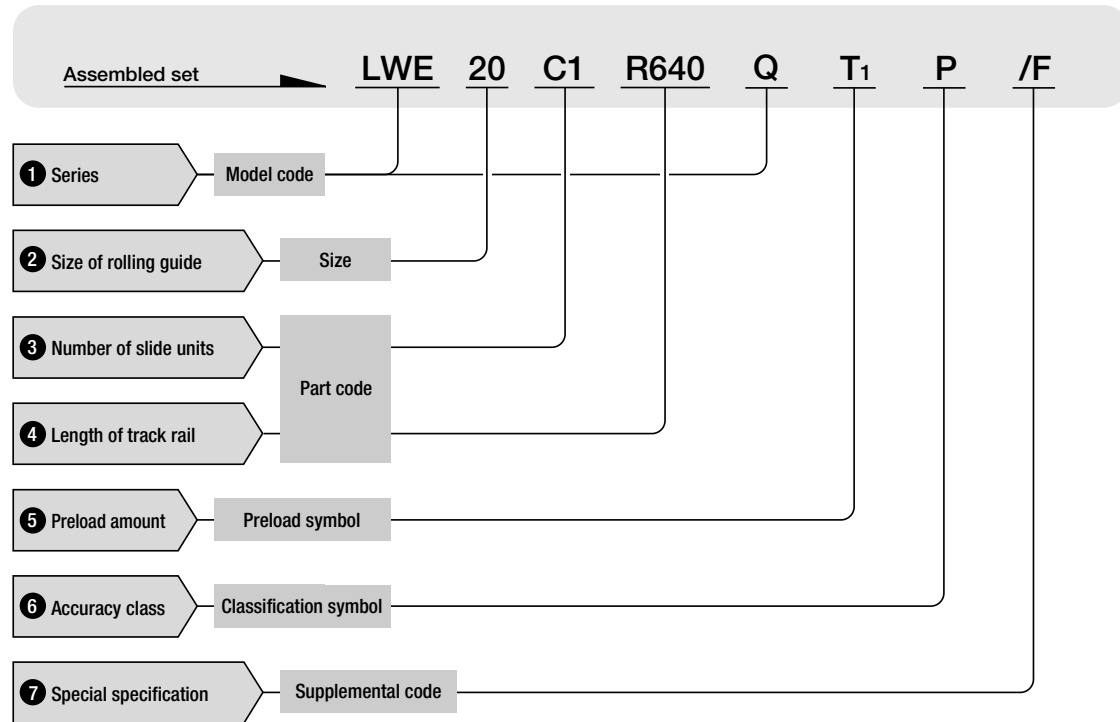 Assembled set LWE 20 C1 R640 Q T1 P /F
1 Series Model code
2 Size of rolling guide Size
3 Number of slide units
Part code
4 Length of track rail
5 Preload amount Preload symbol
6 Accuracy class Classification symbol
7 Special specification Supplemental code